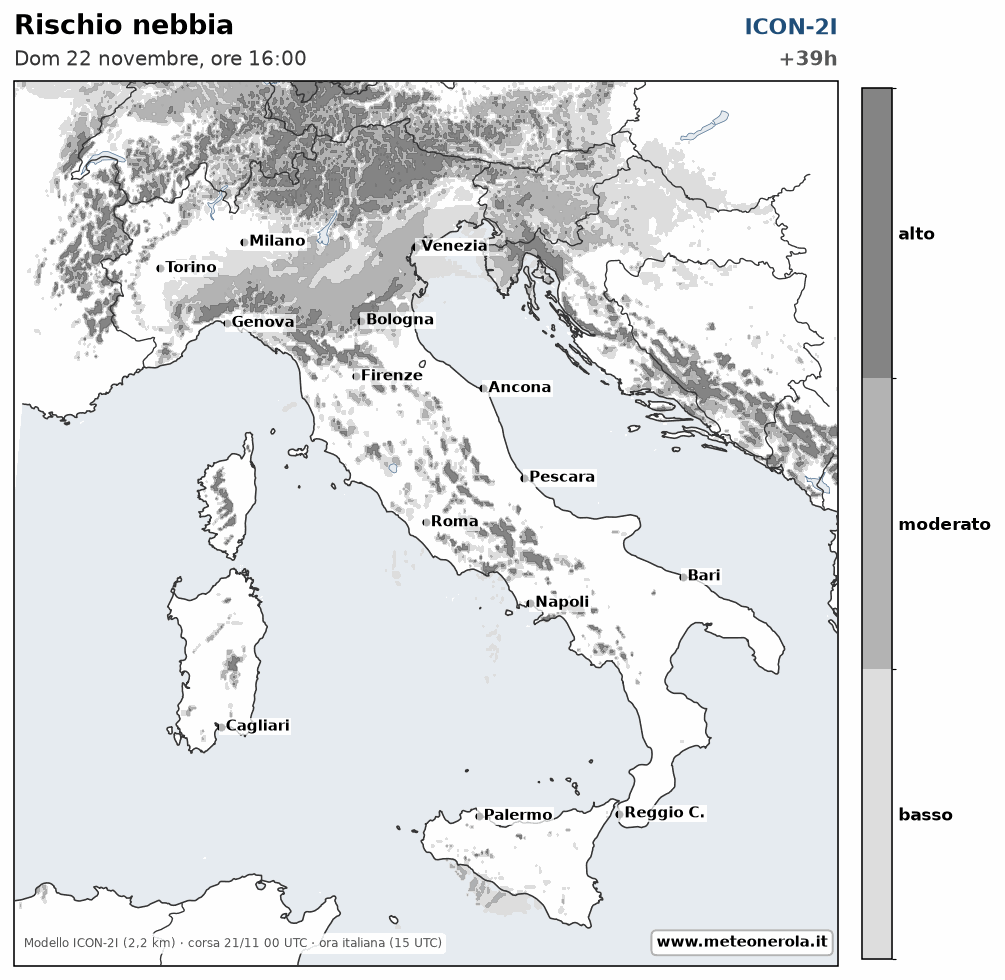 Rischio nebbia
ICON-2I
Dom 22 novembre, ore 16:00
+39h
alto
Milano
Venezia
Torino
Genova
Bologna
Firenze
Ancona
Pescara
Roma
moderato
Bari
Napoli
Cagliari
Palermo
Reggio C.
basso
Modello ICON-2I (2,2 km) · corsa 21/11 00 UTC · ora italiana (15 UTC)
www.meteonerola.it